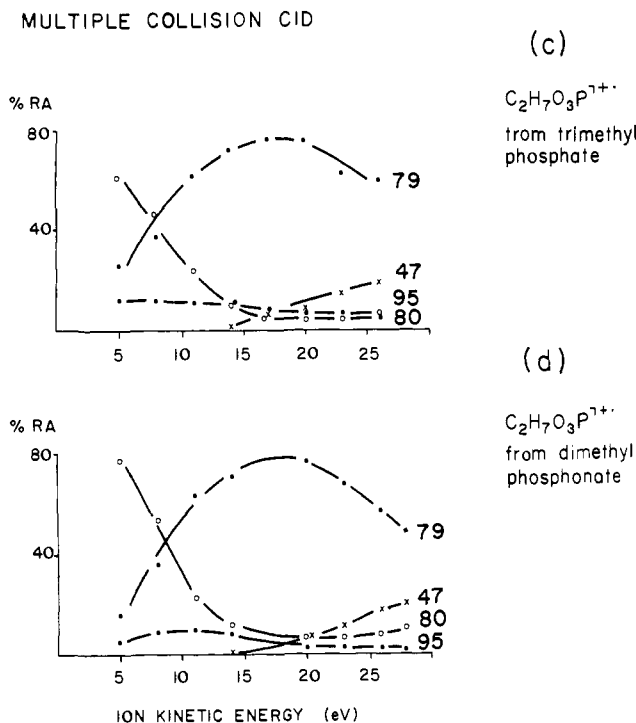 MULTIPLE COLLISION CID
(c)
C₂H₇O₃P⁺·
trom trimethyl
phosphate
% RA
80
40
79
47
95
80
5 10 15 20 25
(d)
C₂H₇O₃P⁺·
from dimethyl
phosphonate
% RA
80
40
79
47
80
95
5 10 15 20 25
ION KINETIC ENERGY (eV)